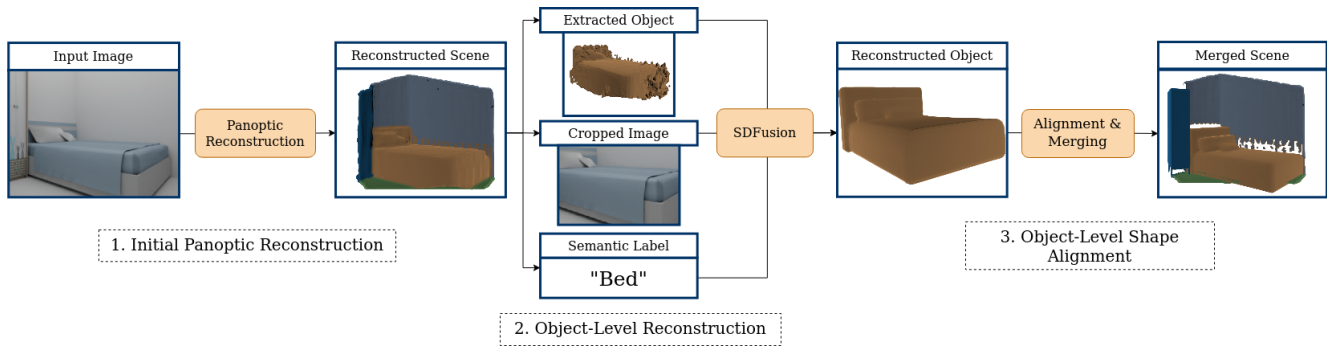 Input Image
Panoptic
Reconstruction
Reconstructed Scene
1. Initial Panoptic Reconstruction
Extracted Object
Cropped Image
Semantic Label
"Bed"
SDFusion
2. Object-Level Reconstruction
Reconstructed Object
Alignment &
Merging
Merged Scene
3. Object-Level Shape
Alignment